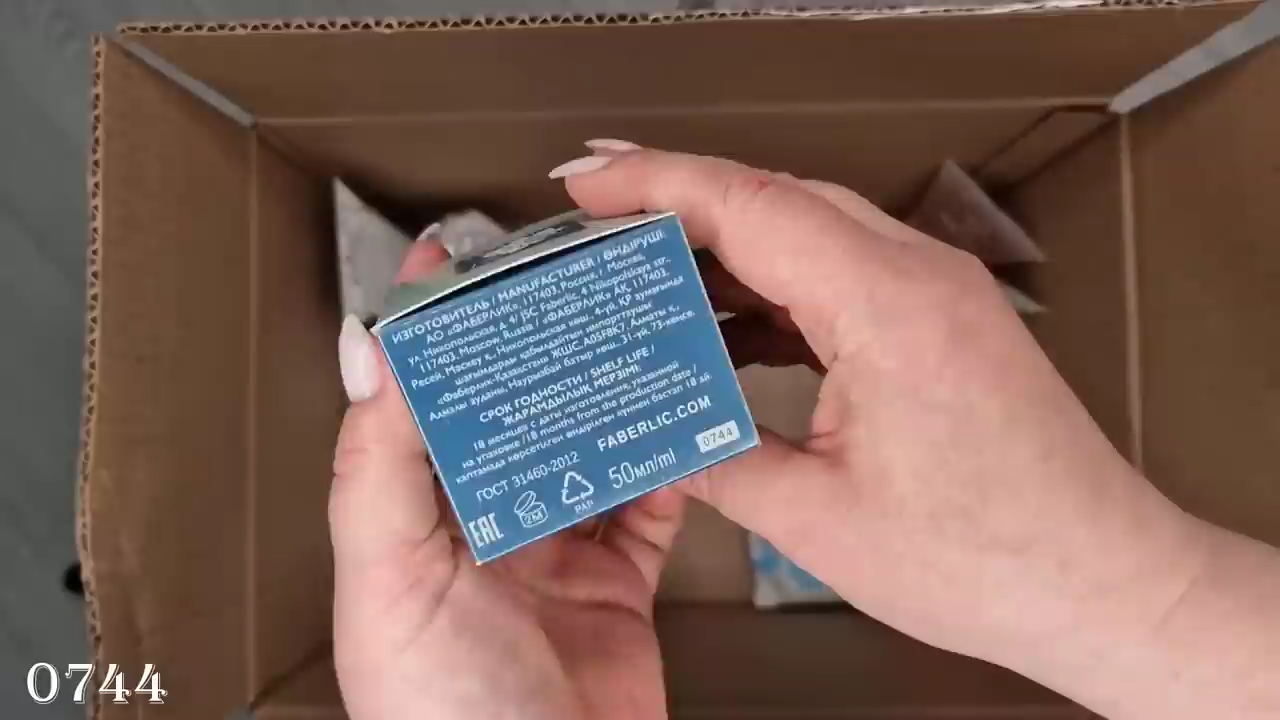 ИЗГОТОВИТЕЛЬ / MANUFACTURER / ӨНДІРУШІ:
АО «ФАБЕРЛИК», 117403, Россия, г. Москва,
ул. Никопольская, д. 4/ JSC Faberlic, 4 Nikopolskaya str.,
117403, Moscow, Russia / «ФАБЕРЛИК» АҚ, 117403,
Ресей, Мәскеу қ., Никопольская көш. 4-үй. ҚР аумағында
шағымдарды қабылдайтын импорттаушы
«Фаберлик-Қазақстан» ЖШС, A05F8K7, Алматы қ.,
Алмалы ауданы, Наурызбай батыр көш., 31-үй, 73-кеңсе.
СРОК ГОДНОСТИ / SHELF LIFE /
ЖАРАМДЫЛЫҚ МЕРЗІМІ:
18 месяцев с даты изготовления, указанной
на упаковке /18 months from the production date /
қаптамада көрсетілген өндірілген күннен бастап 18 ай.
FABERLIC.COM
ГОСТ 31460-2012
0744
EAC
PAP
50мл/ml
0744